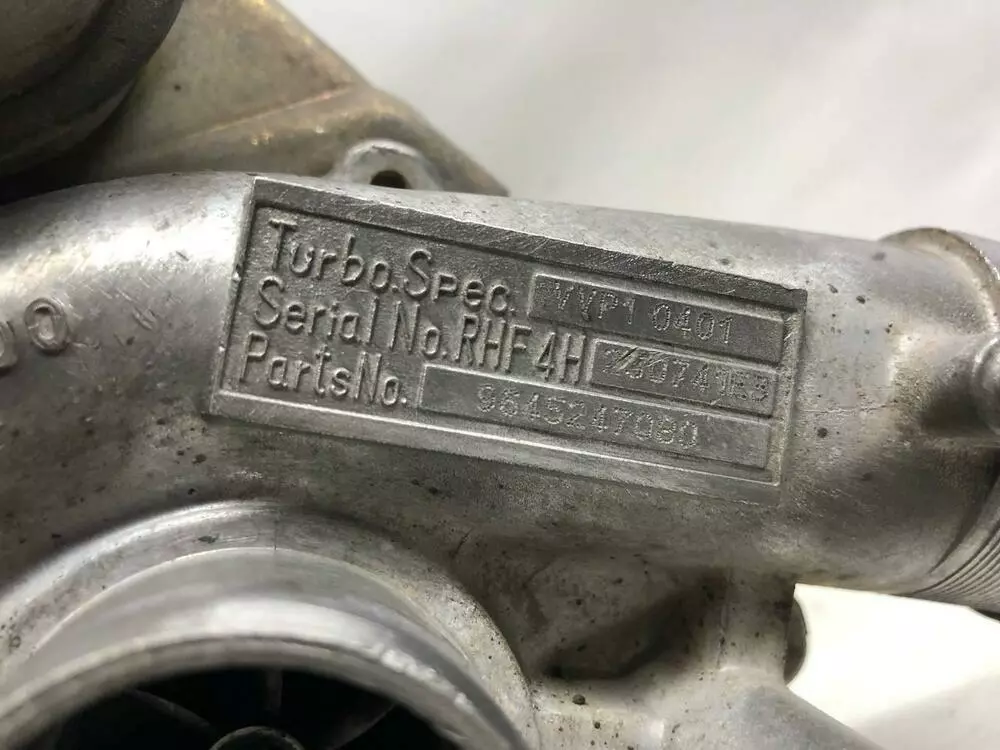 Turbo.Spec. VVP1 0401
Serial No. RHF4H
Parts No. 9645247080